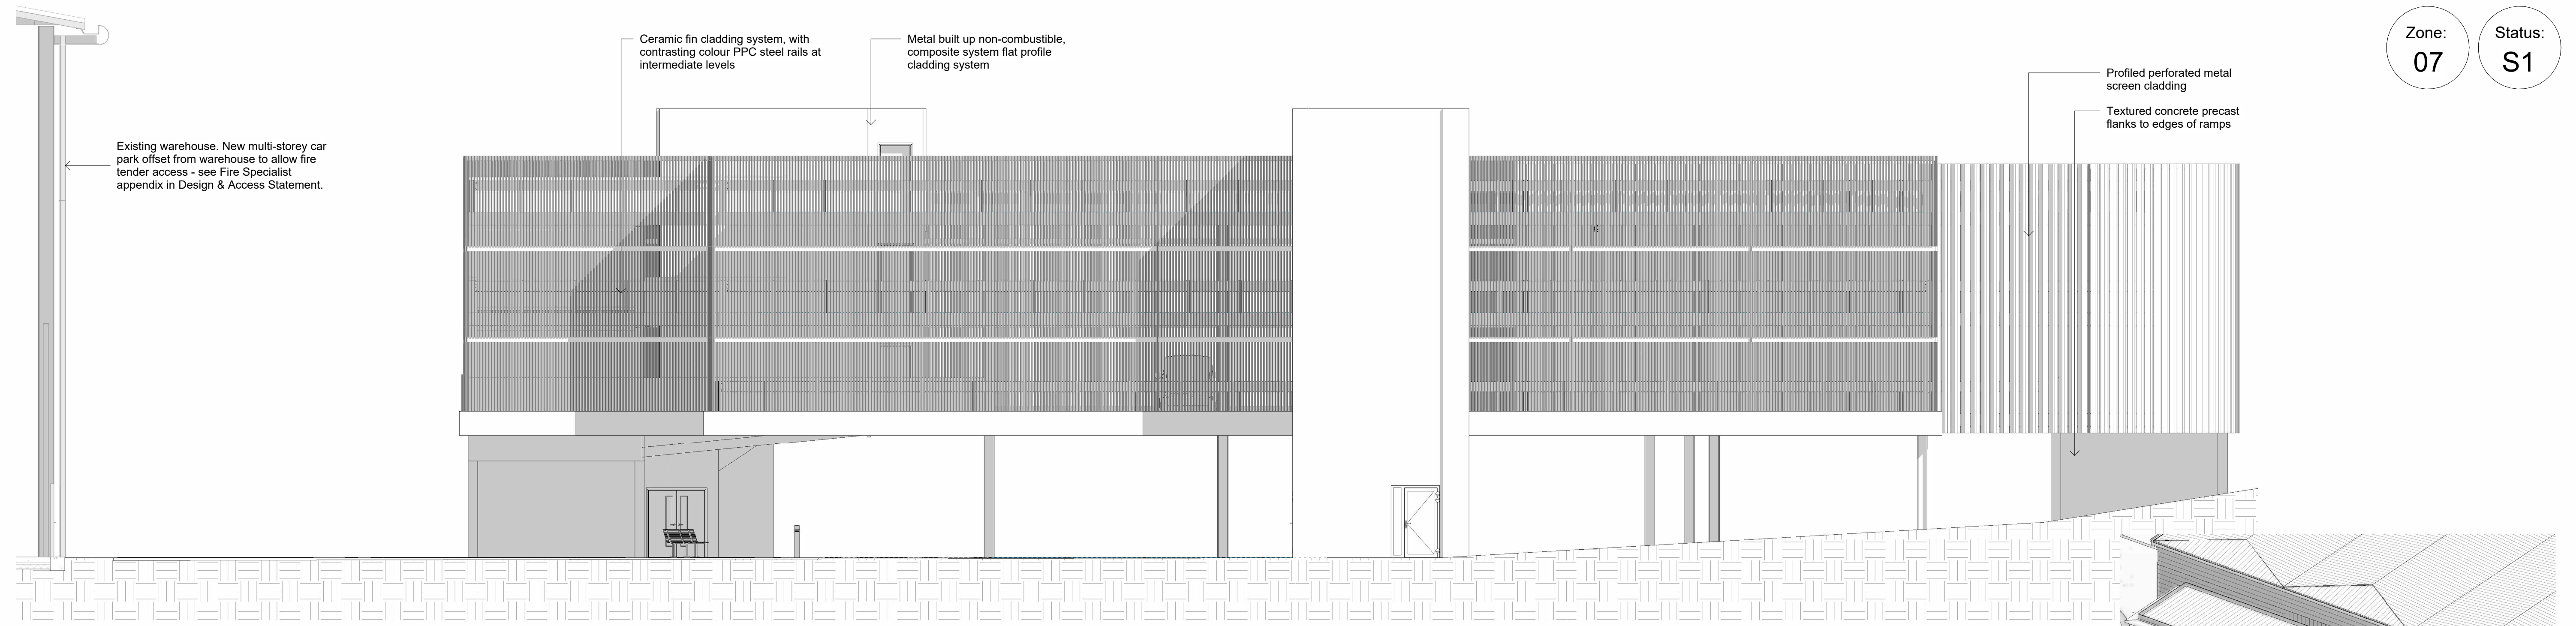 Ceramic fin cladding system, with
contrasting colour PPC steel rails at
intermediate levels
Metal built up non-combustible,
composite system flat profile
cladding system
Zone:
07
Status:
S1
Profiled perforated metal
screen cladding
Textured concrete precast
flanks to edges of ramps
Existing warehouse. New multi-storey car
park offset from warehouse to allow fire
tender access - see Fire Specialist
appendix in Design & Access Statement.